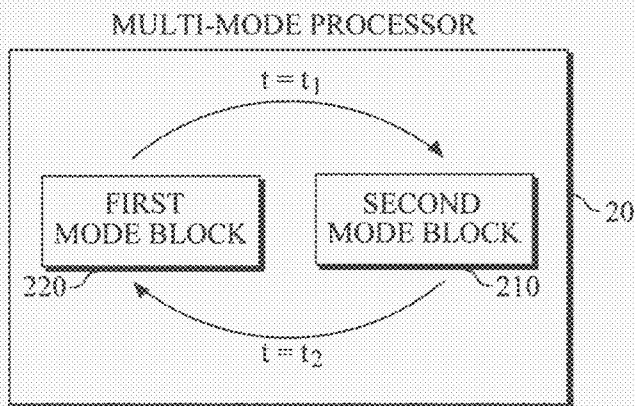 MULTI-MODE PROCESSOR
t = t1
FIRST
MODE BLOCK
SECOND
MODE BLOCK
20
220
210
t = t2